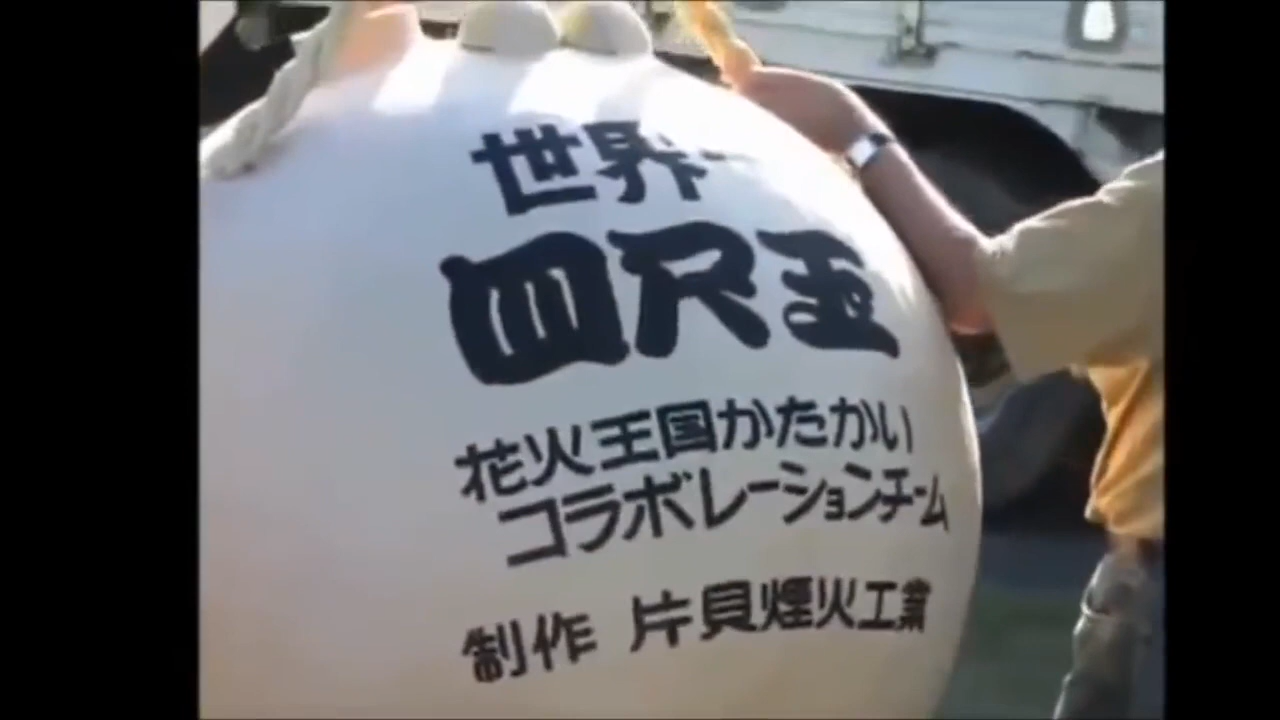 世界一
四尺玉
花火王国かたかい
コラボレーションチーム
制作 片貝煙火工業